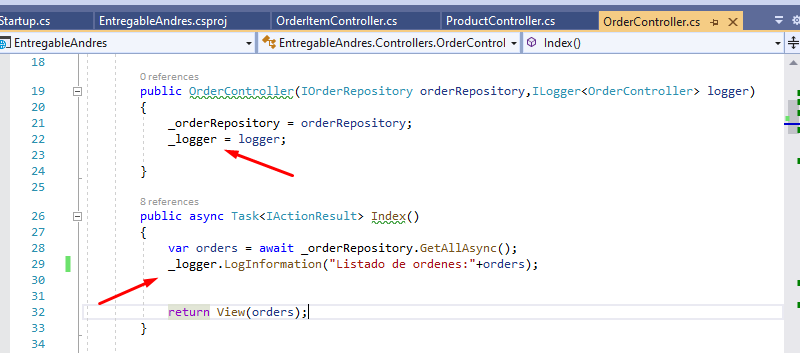 Startup.cs EntregableAndres.csproj OrderItemController.cs ProductController.cs OrderController.cs
EntregableAndres EntregableAndres.Controllers.OrderControl Index()
18
0 references
19 public OrderController(IOrderRepository orderRepository,ILogger<OrderController> logger)
20 {
21 _orderRepository = orderRepository;
22 _logger = logger;
23
24 }
25
8 references
26 public async Task<IActionResult> Index()
27 {
28 var orders = await _orderRepository.GetAllAsync();
29 _logger.LogInformation("Listado de ordenes:"+orders);
30
31
32 return View(orders);
33 }
34